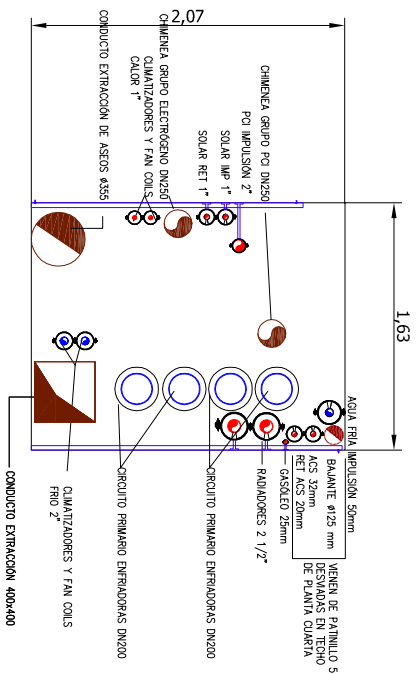 2,07
1,63
CONDUCTO EXTRACCIÓN DE ASEOS ø355
CLIMATIZADORES Y FAN COILS
CALOR 1"
CHIMENEA GRUPO ELECTRÓGENO DN250
SOLAR RET 1"
SOLAR IMP 1"
PCI IMPULSIÓN 2"
CHIMENEA GRUPO PCI DN250
AGUA FRÍA IMPULSIÓN 50mm
BAJANTE ø125 mm
ACS 32mm
RET ACS 20mm
VIENEN DE PATINILLO 5
DESVIADAS EN TECHO
DE PLANTA CUARTA
GASÓLEO 25mm
RADIADORES 2 1/2"
CIRCUITO PRIMARIO ENFRIADORAS DN200
CIRCUITO PRIMARIO ENFRIADORAS DN200
CLIMATIZADORES Y FAN COILS
FRIO 2"
CONDUCTO EXTRACCIÓN 400x400